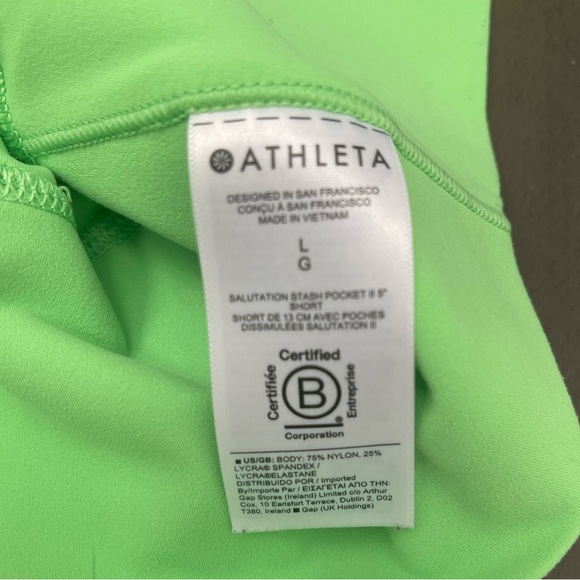 ATHLETA
DESIGNED IN SAN FRANCISCO
CONÇU À SAN FRANCISCO
MADE IN VIETNAM
L
G
SALUTATION STASH POCKET II 5"
SHORT
SHORT DE 13 CM AVEC POCHES
DISSIMULÉES SALUTATION II
Certified
Certifiée
B
®
Entreprise
Corporation
■ US/GB: BODY: 75% NYLON, 25%
LYCRA® SPANDEX /
LYCRA®ELASTANE
DISTRIBUIDO POR / Imported
By/Importe Par / ΕΙΣΑΓΕΤΑΙ ΑΠΟ ΤΗΝ:
Gap Stores (Ireland) Limited c/o Arthur
Cox, 10 Earlsfort Terrace, Dublin 2, D02
T380, Ireland ■ Gap (UK Holdings)